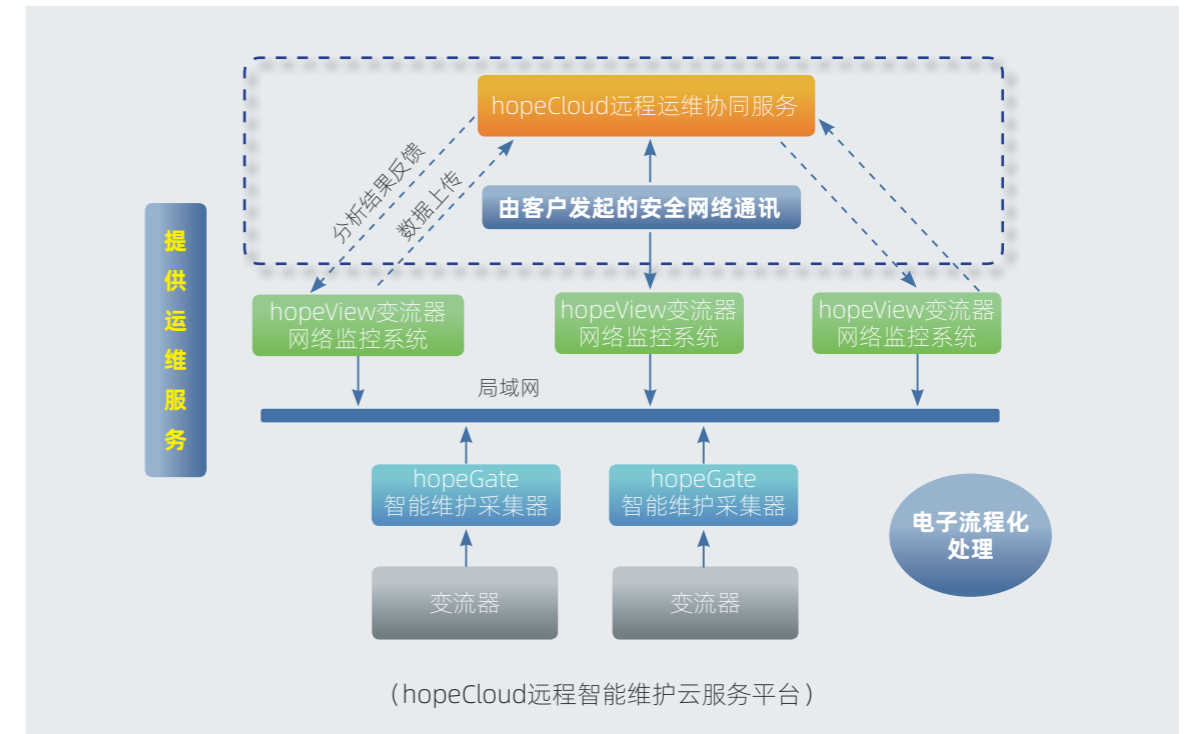 hopeCloud远程运维协同服务
分析结果反馈
数据上传
由客户发起的安全网络通讯
提
供
运
维
服
务
hopeView变流器
网络监控系统
hopeView变流器
网络监控系统
hopeView变流器
网络监控系统
局域网
hopeGate
智能维护采集器
hopeGate
智能维护采集器
电子流程化
处理
变流器
变流器
（hopeCloud远程智能维护云服务平台）